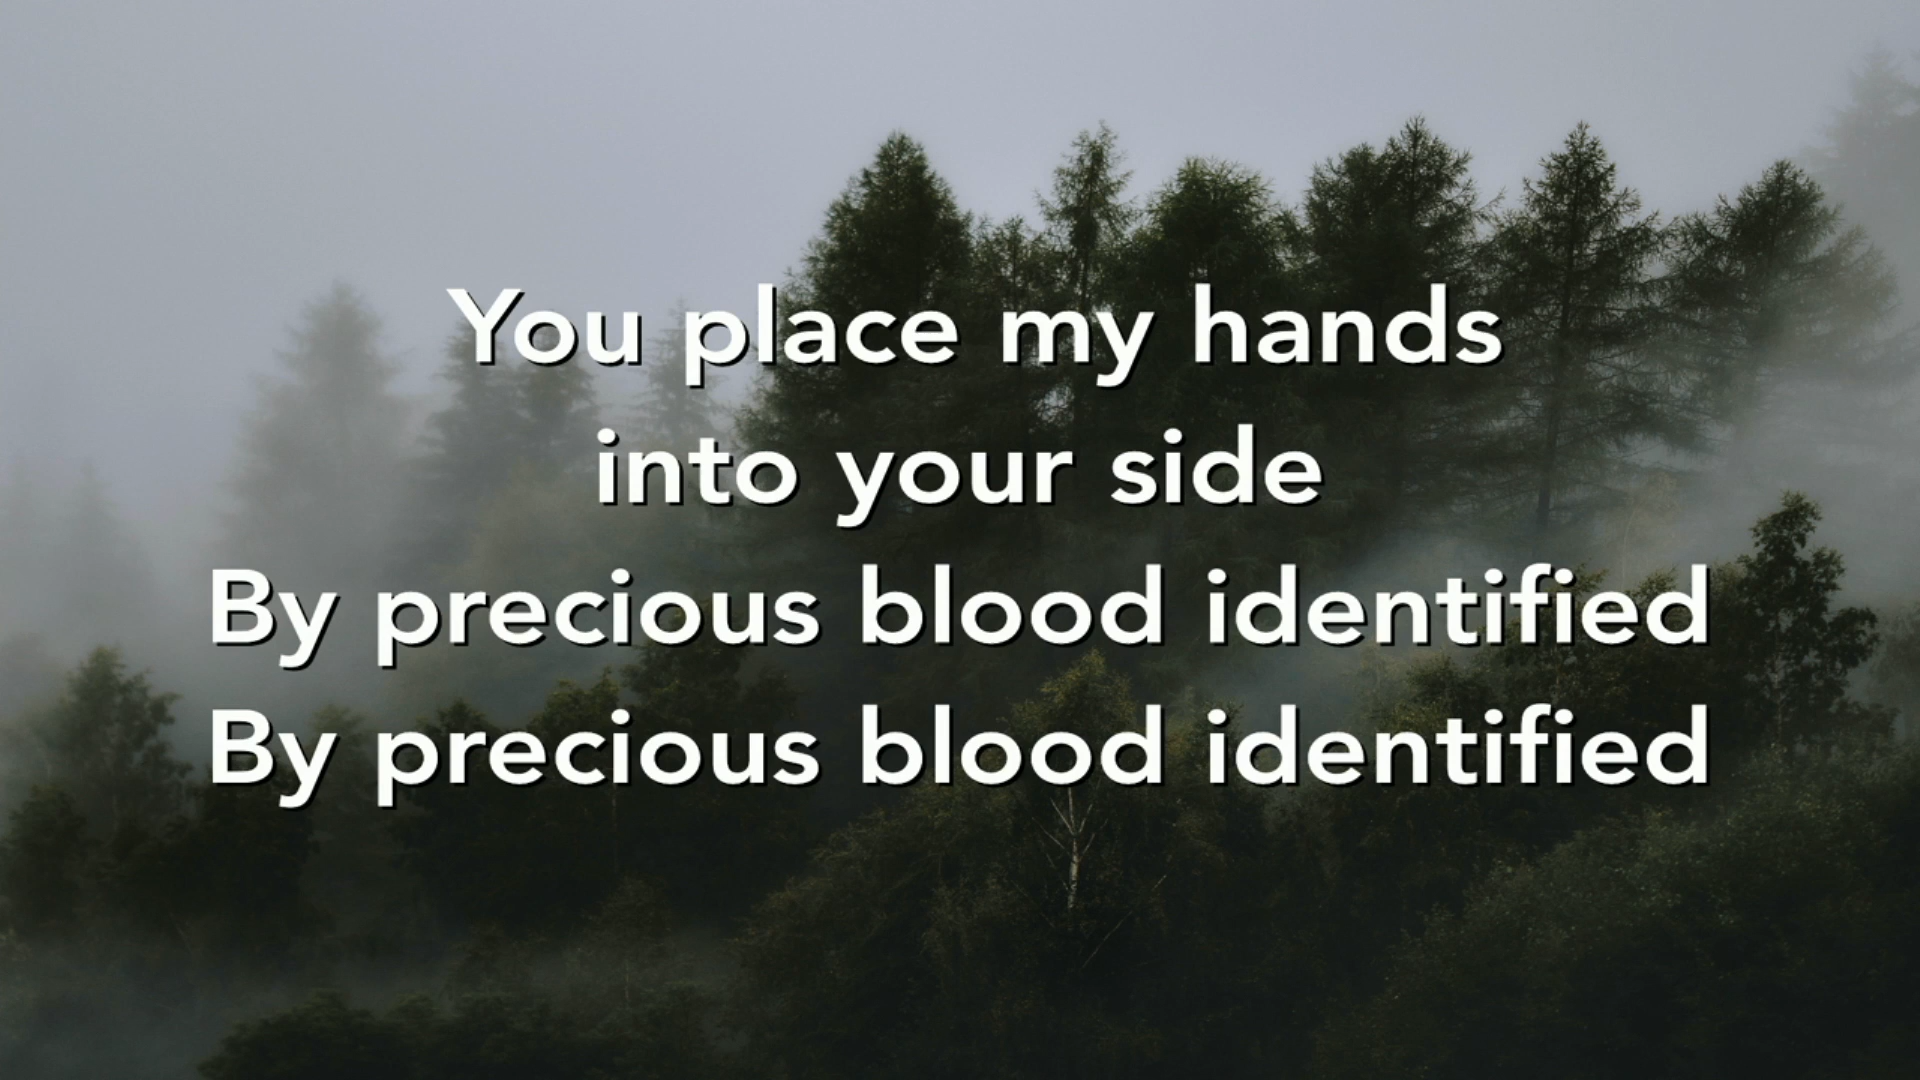 You place my hands
into your side
By precious blood identified
By precious blood identified